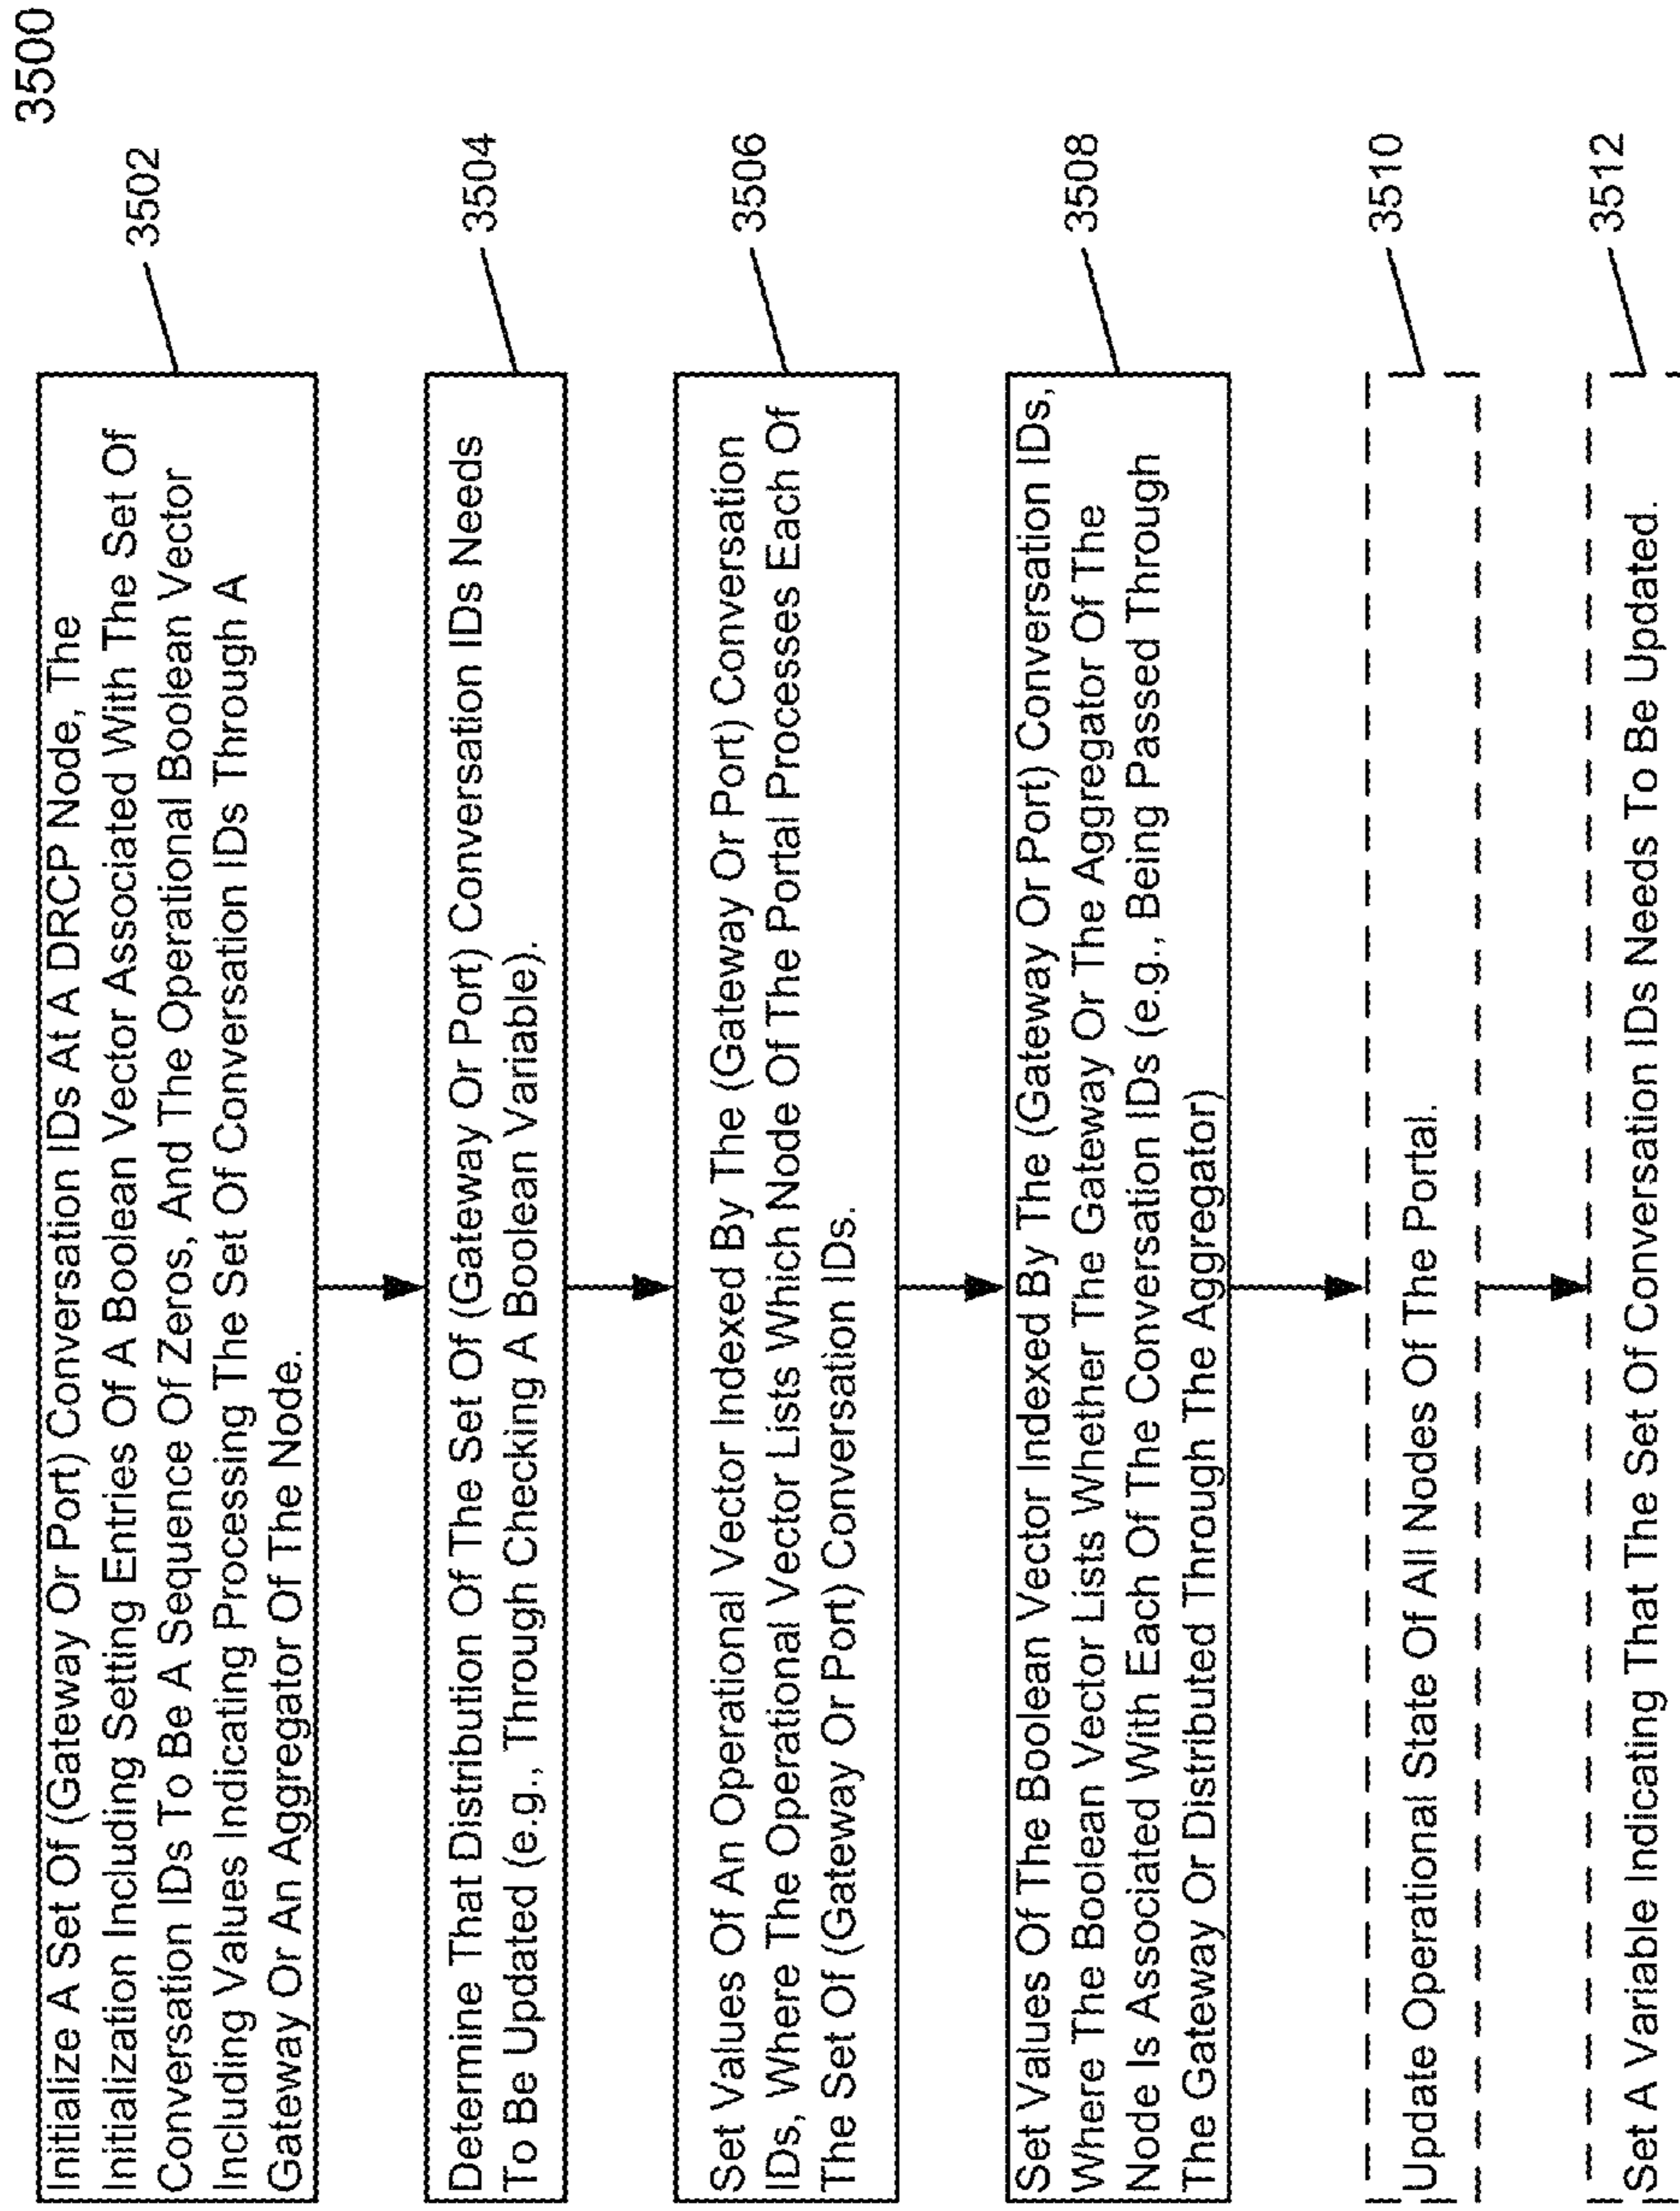 3500
Initialize A Set Of (Gateway Or Port) Conversation IDs At A DRCP Node, The
Initialization Including Setting Entries Of A Boolean Vector Associated With The Set Of
Conversation IDs To Be A Sequence Of Zeros, And The Operational Boolean Vector
Including Values Indicating Processing The Set Of Conversation IDs Through A
Gateway Or An Aggregator Of The Node.
3502
Determine That Distribution Of The Set Of (Gateway Or Port) Conversation IDs Needs
To Be Updated (e.g., Through Checking A Boolean Variable).
3504
Set Values Of An Operational Vector Indexed By The (Gateway Or Port) Conversation
IDs, Where The Operational Vector Lists Which Node Of The Portal Processes Each Of
The Set Of (Gateway Or Port) Conversation IDs.
3506
Set Values Of The Boolean Vector Indexed By The (Gateway Or Port) Conversation IDs,
Where The Boolean Vector Lists Whether The Gateway Or The Aggregator Of The
Node Is Associated With Each Of The Conversation IDs (e.g., Being Passed Through
The Gateway Or Distributed Through The Aggregator)
3508
Update Operational State Of All Nodes Of The Portal.
3510
Set A Variable Indicating That The Set Of Conversation IDs Needs To Be Updated.
3512